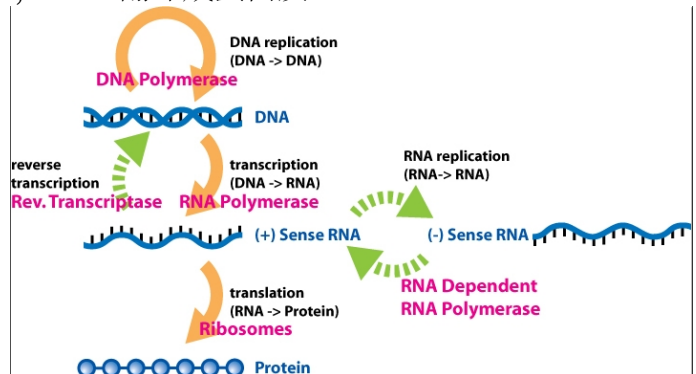 DNA replication
(DNA -> DNA)
DNA Polymerase
DNA
reverse
transcription
Rev. Transcriptase
transcription
(DNA -> RNA)
RNA Polymerase
RNA replication
(RNA-> RNA)
(+) Sense RNA
(-) Sense RNA
RNA Dependent
RNA Polymerase
translation
(RNA -> Protein)
Ribosomes
Protein